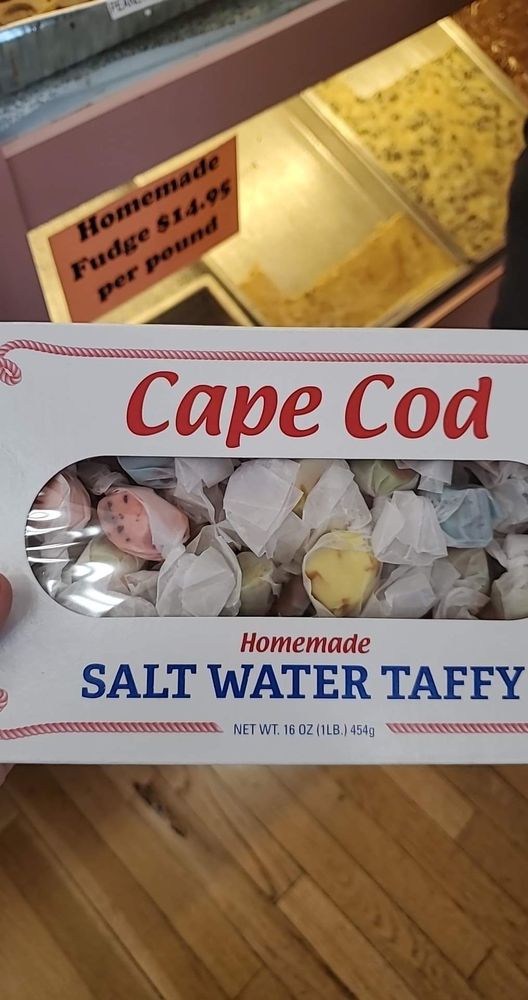 Homemade
Fudge $14.95
per pound
Cape Cod
Homemade
SALT WATER TAFFY
NET WT. 16 OZ (1LB.) 454g